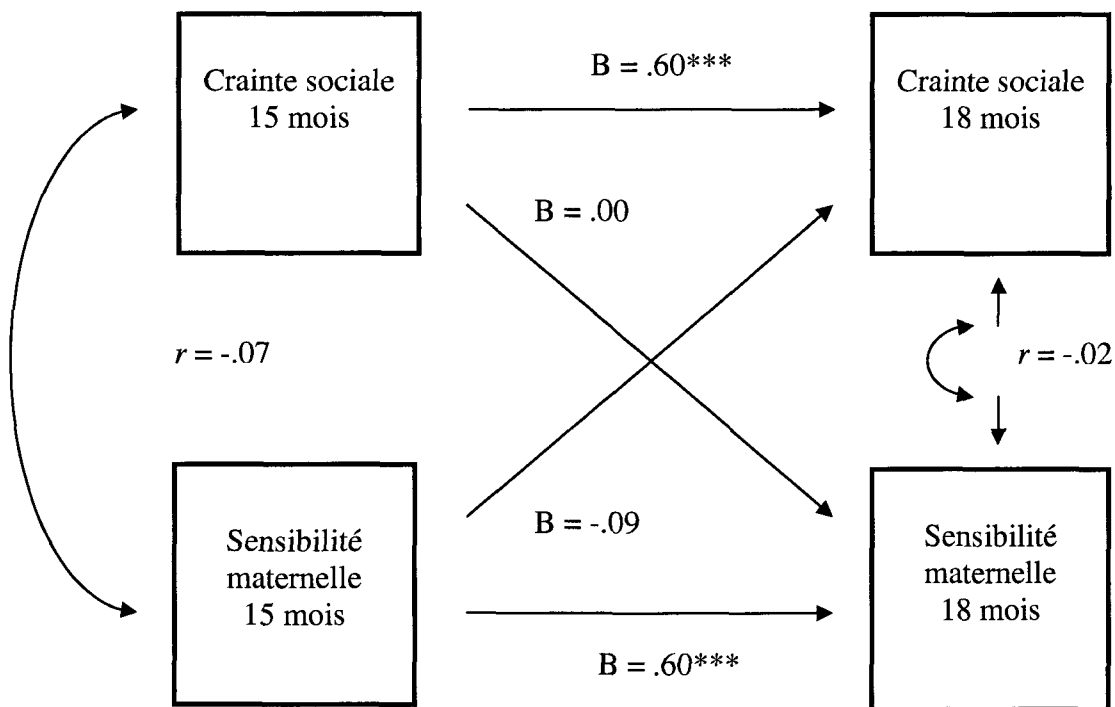 Crainte sociale
15 mois
B = .60***
Crainte sociale
18 mois
B = .00
r = -.07
r = -.02
B = -.09
Sensibilité
maternelle
15 mois
B = .60***
Sensibilité
maternelle
18 mois